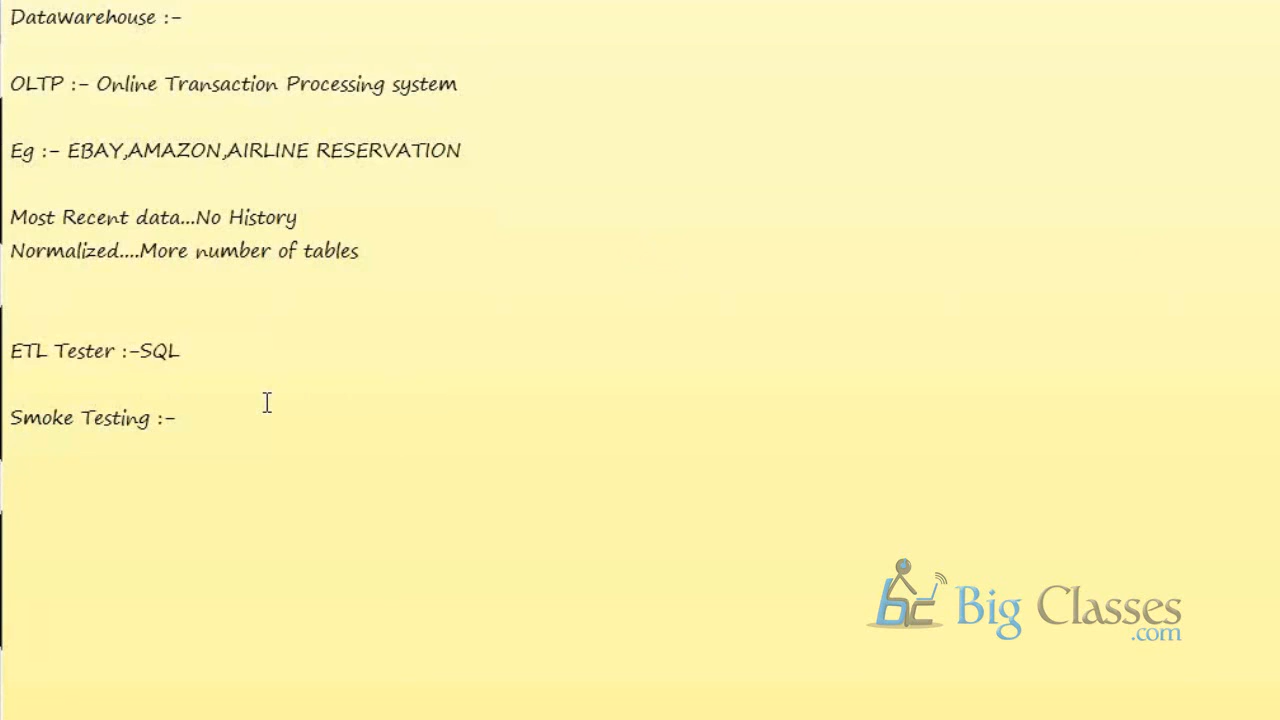 Datawarehouse :-
OLTP :- Online Transaction Processing system
Eg :- EBAY,AMAZON,AIRLINE RESERVATION
Most Recent data...No History
Normalized....More number of tables
ETL Tester :-SQL
Smoke Testing :-
bc Big Classes
.com